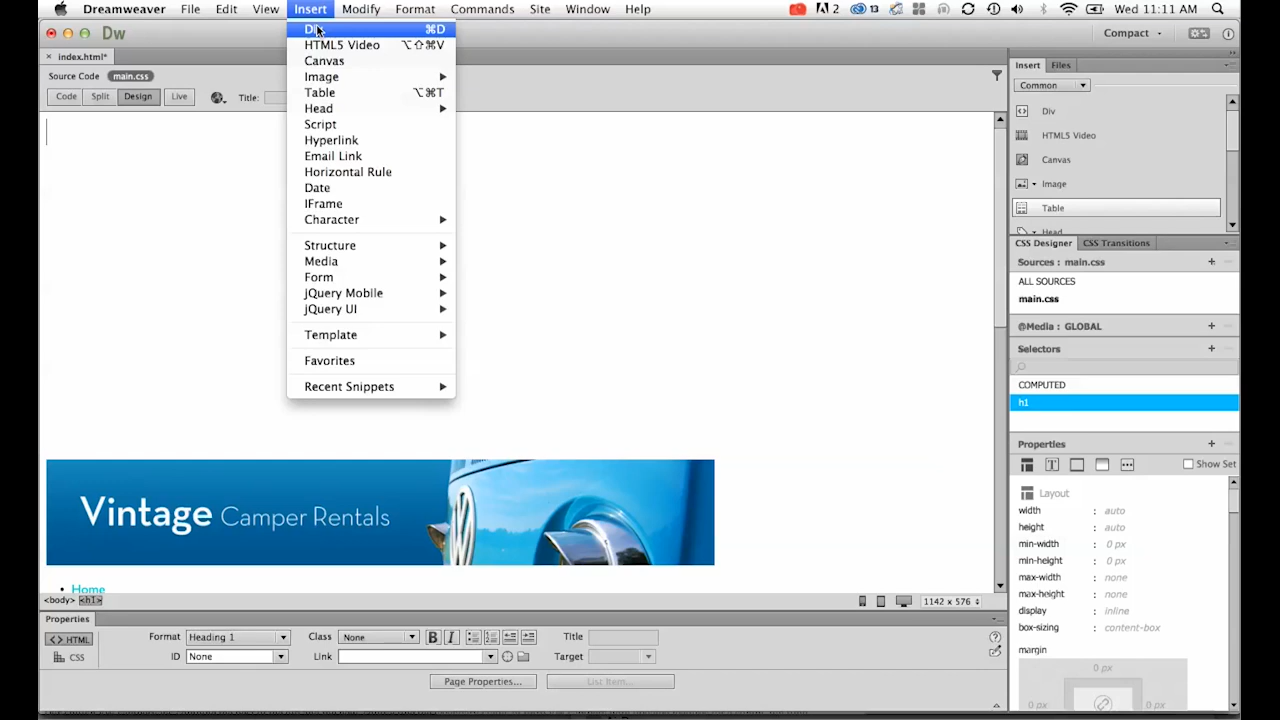 Dreamweaver File Edit View Insert Modify Format Commands Site Window Help 2 13 Wed 11:11 AM
Dw Compact
index.html*
Source Code main.css
Code Split Design Live Title:
Div ⌘D
HTML5 Video ⌥⇧⌘V
Canvas
Image
Table ⌥⌘T
Head
Script
Hyperlink
Email Link
Horizontal Rule
Date
IFrame
Character
Structure
Media
Form
jQuery Mobile
jQuery UI
Template
Favorites
Recent Snippets
Vintage Camper Rentals
Home
<body> <h1> 1142 x 576
Properties
<> HTML Format Heading 1 Class None B I Title
CSS ID None Link Target
Page Properties... List Item...
Insert Files
Common
Div
HTML5 Video
Canvas
Image
Table
Head
CSS Designer CSS Transitions
Sources : main.css
ALL SOURCES
main.css
@Media : GLOBAL
Selectors
COMPUTED
h1
Properties
Show Set
Layout
width : auto
height : auto
min-width : 0 px
min-height : 0 px
max-width : none
max-height : none
display : inline
box-sizing : content-box
margin
0 px
0 px 0 px